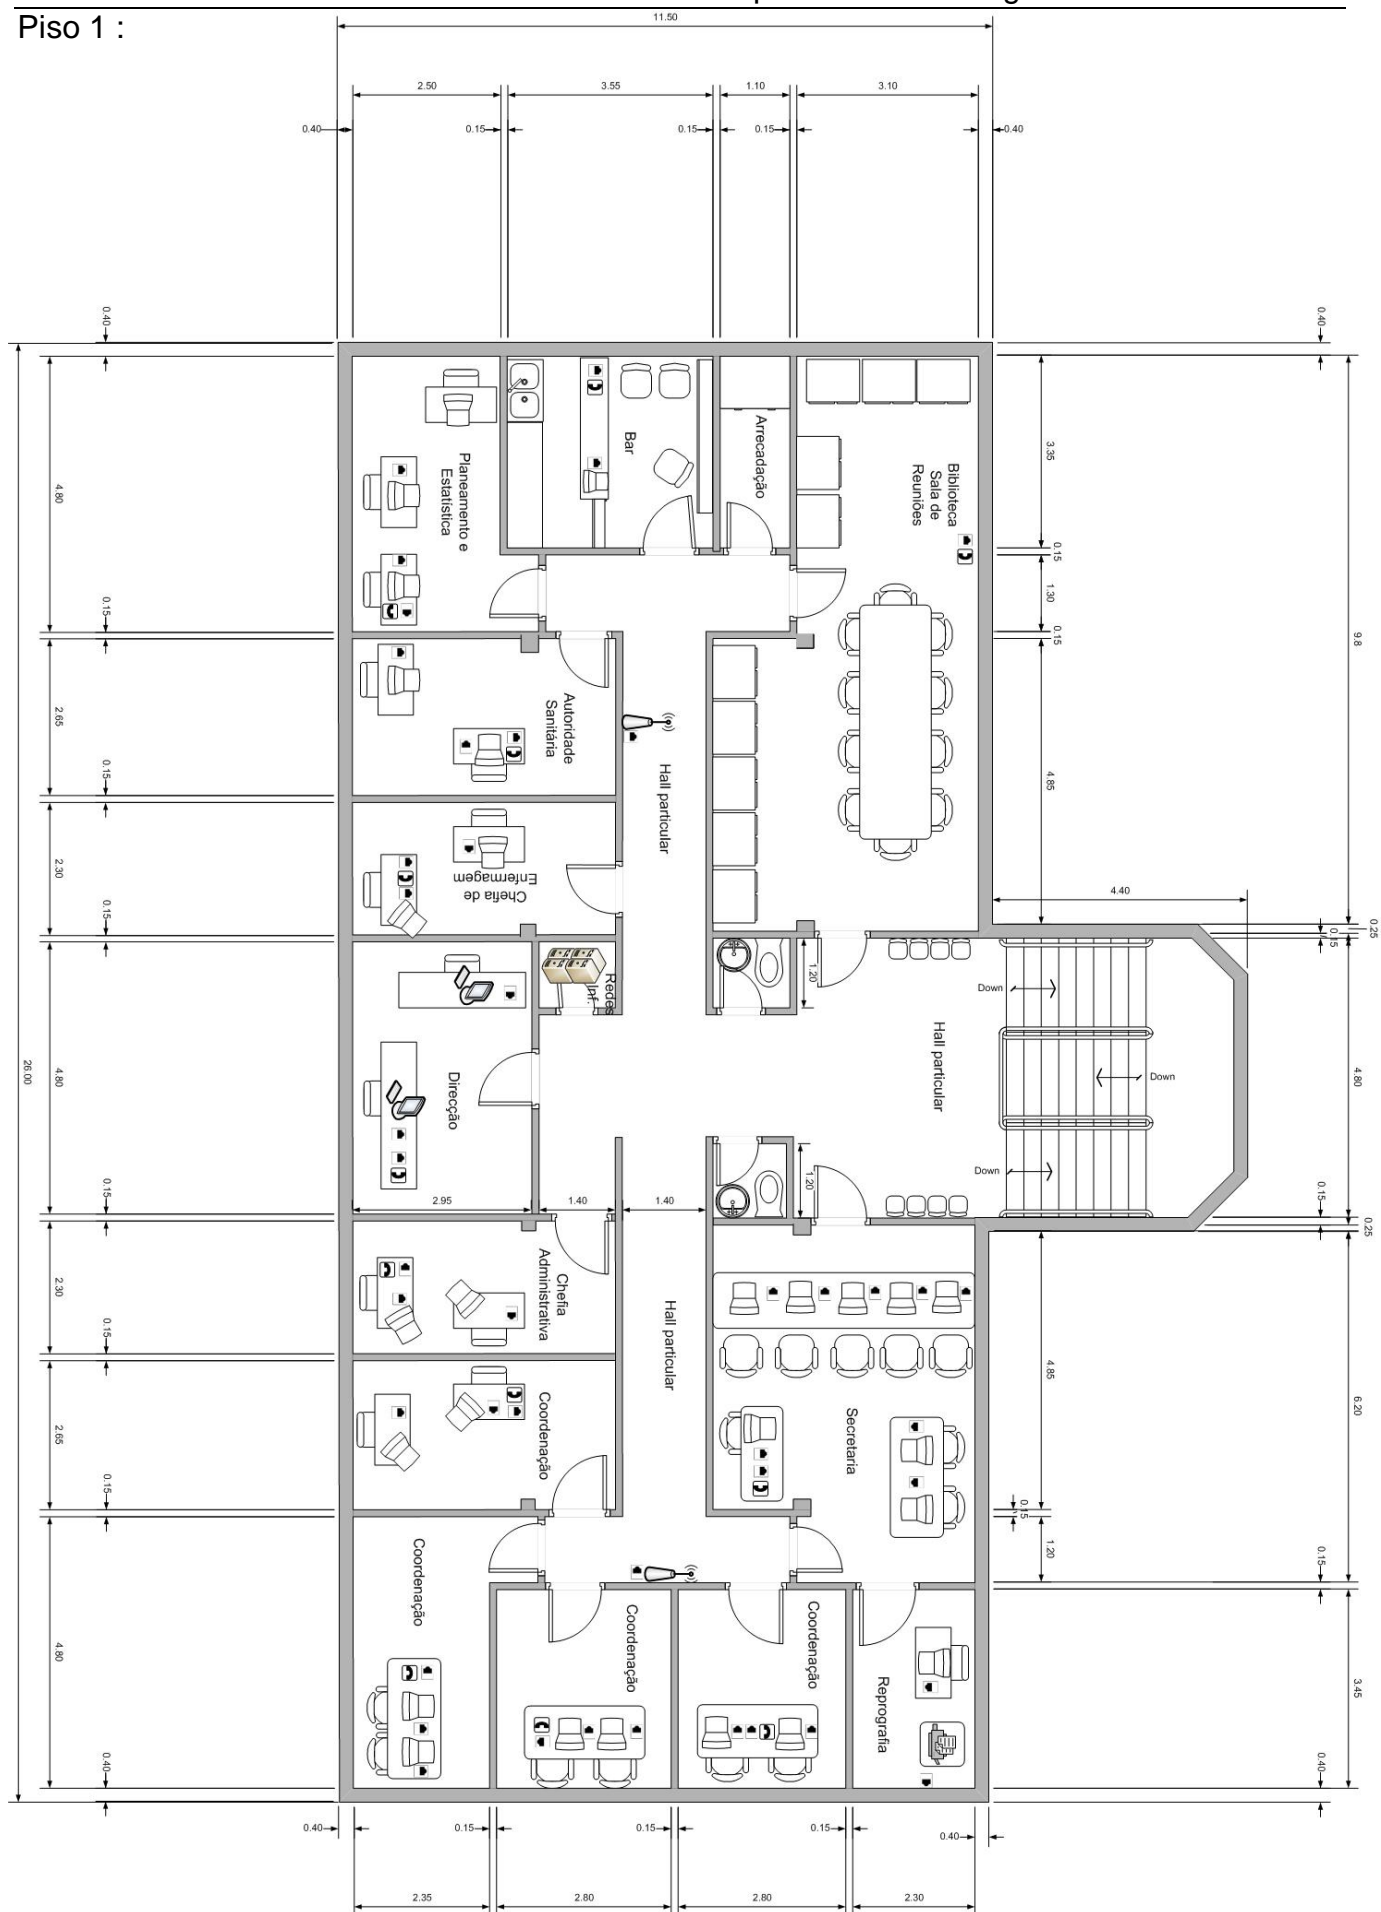 Piso 1 :
11.50
2.50
3.55
1.10
3.10
0.40
0.15
0.15
0.15
0.40
0.40
4.80
0.15
2.65
0.15
2.30
0.15
4.80
0.15
2.30
0.15
2.65
0.15
4.80
0.40
26.00
0.40
3.35
0.15
1.30
0.15
4.85
9.8
4.40
0.25
0.15
4.80
0.15
0.25
4.85
6.20
0.15
1.20
0.15
3.45
0.40
Planeamento e
Estatística
Bar
Arrecadação
Biblioteca
Sala de
Reuniões
Autoridade
Sanitária
Hall particular
Chefia de
Enfermagem
Redes
Inf.
1.20
Hall particular
Down
Down
Down
Direcção
1.20
2.95
1.40
1.40
Chefia
Administrativa
Hall particular
Coordenação
Secretaria
Coordenação
Coordenação
Coordenação
Reprografia
0.40
0.15
0.15
0.15
0.40
2.35
2.80
2.80
2.30